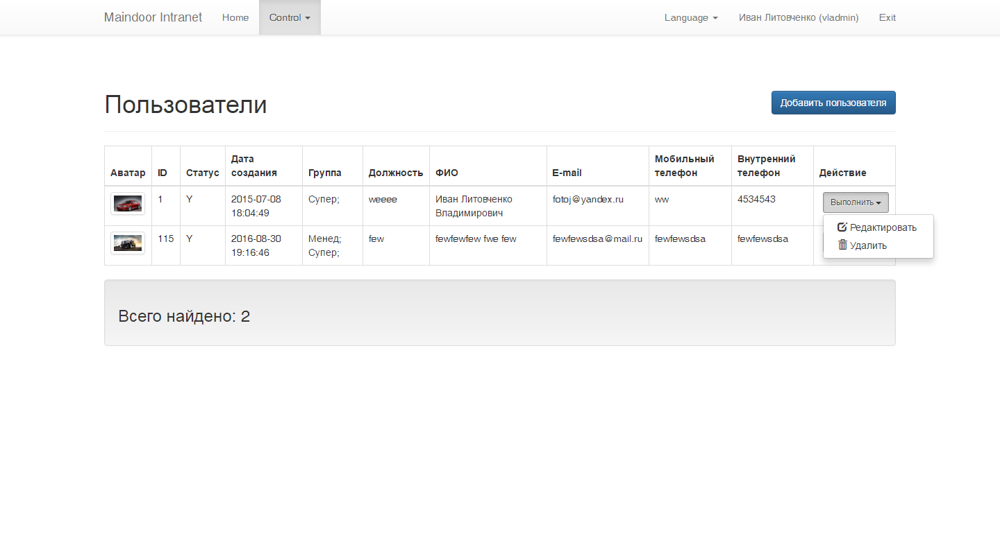 Maindoor Intranet Home Control Language Иван Литовченко (vladmin) Exit
Пользователи Добавить пользователя
Аватар ID Статус Дата создания Группа Должность ФИО E-mail Мобильный телефон Внутренний телефон Действие
1 Y 2015-07-08 18:04:49 Супер; weeee Иван Литовченко Владимирович fotoj@yandex.ru ww 4534543 Выполнить
Редактировать
Удалить
115 Y 2016-08-30 19:16:46 Менед; Супер; few fewfewfew fwe few fewfewsdsa@mail.ru fewfewsdsa fewfewsdsa
Всего найдено: 2